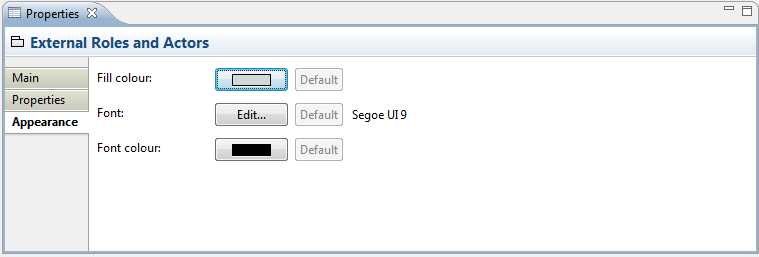 Properties
External Roles and Actors
Main
Properties
Appearance
Fill colour: Default
Font: Edit... Default Segoe UI 9
Font colour: Default